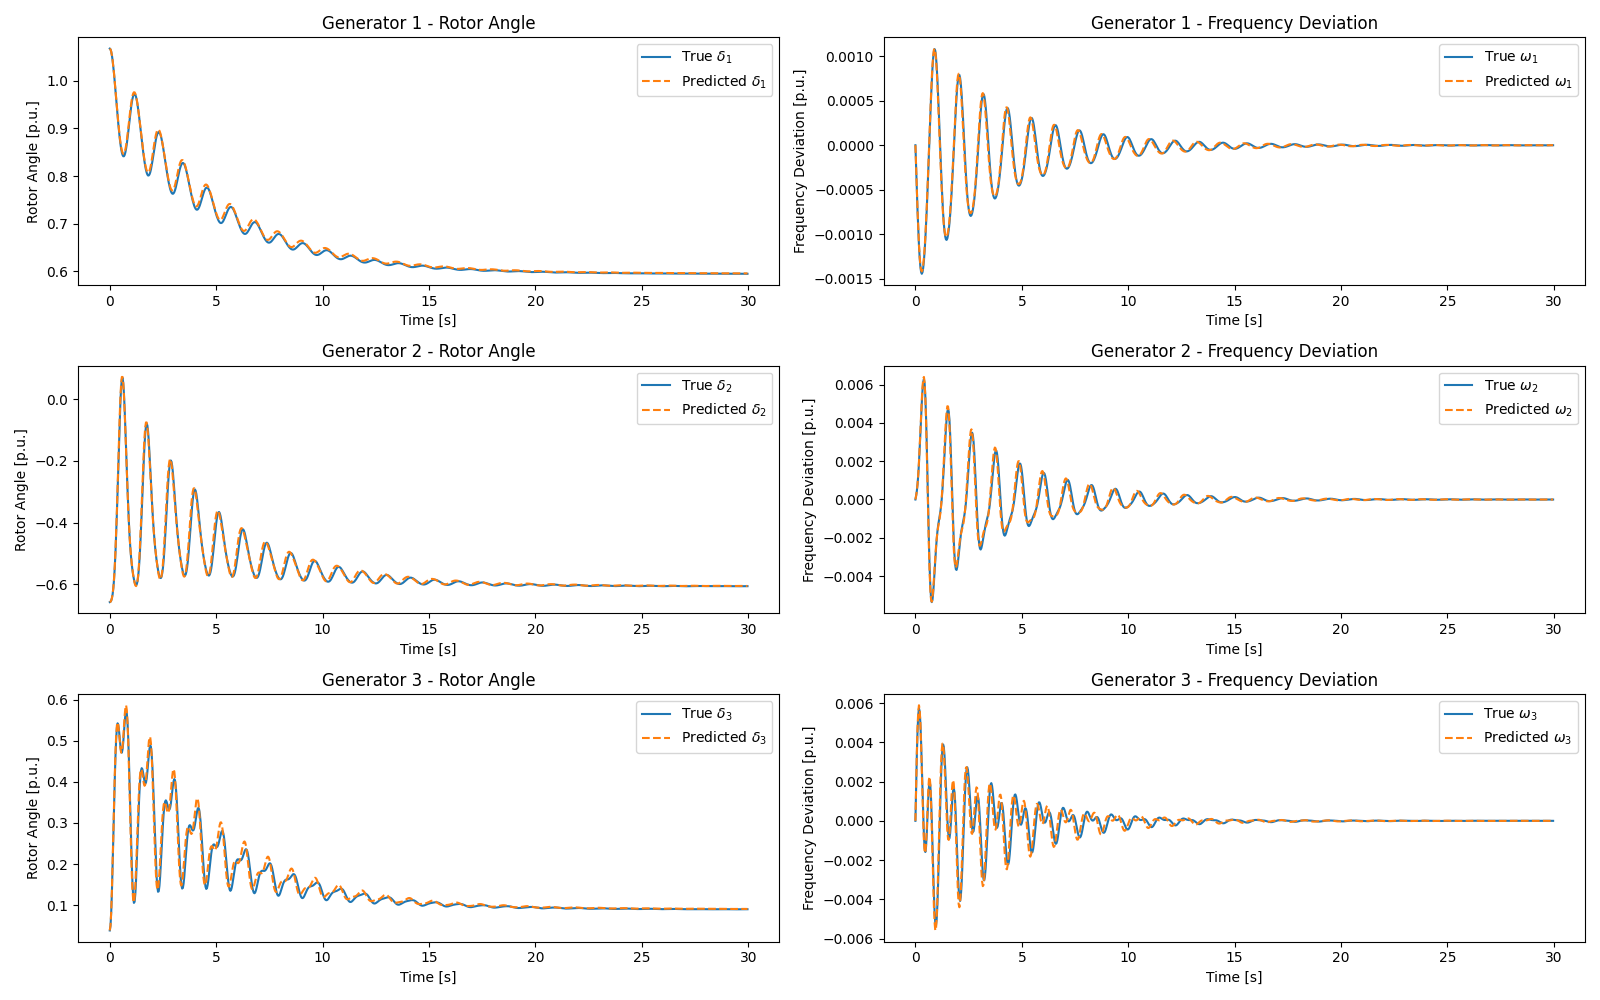 Generator 1 - Rotor Angle
Rotor Angle [p.u.]
1.0
0.9
0.8
0.7
0.6
True δ₁
Predicted δ₁
0 5 10 15 20 25 30
Time [s]
Generator 1 - Frequency Deviation
Frequency Deviation [p.u.]
0.0010
0.0005
0.0000
−0.0005
−0.0010
−0.0015
True ω₁
Predicted ω₁
0 5 10 15 20 25 30
Time [s]
Generator 2 - Rotor Angle
Rotor Angle [p.u.]
0.0
−0.2
−0.4
−0.6
True δ₂
Predicted δ₂
0 5 10 15 20 25 30
Time [s]
Generator 2 - Frequency Deviation
Frequency Deviation [p.u.]
0.006
0.004
0.002
0.000
−0.002
−0.004
True ω₂
Predicted ω₂
0 5 10 15 20 25 30
Time [s]
Generator 3 - Rotor Angle
Rotor Angle [p.u.]
0.6
0.5
0.4
0.3
0.2
0.1
True δ₃
Predicted δ₃
0 5 10 15 20 25 30
Time [s]
Generator 3 - Frequency Deviation
Frequency Deviation [p.u.]
0.006
0.004
0.002
0.000
−0.002
−0.004
−0.006
True ω₃
Predicted ω₃
0 5 10 15 20 25 30
Time [s]